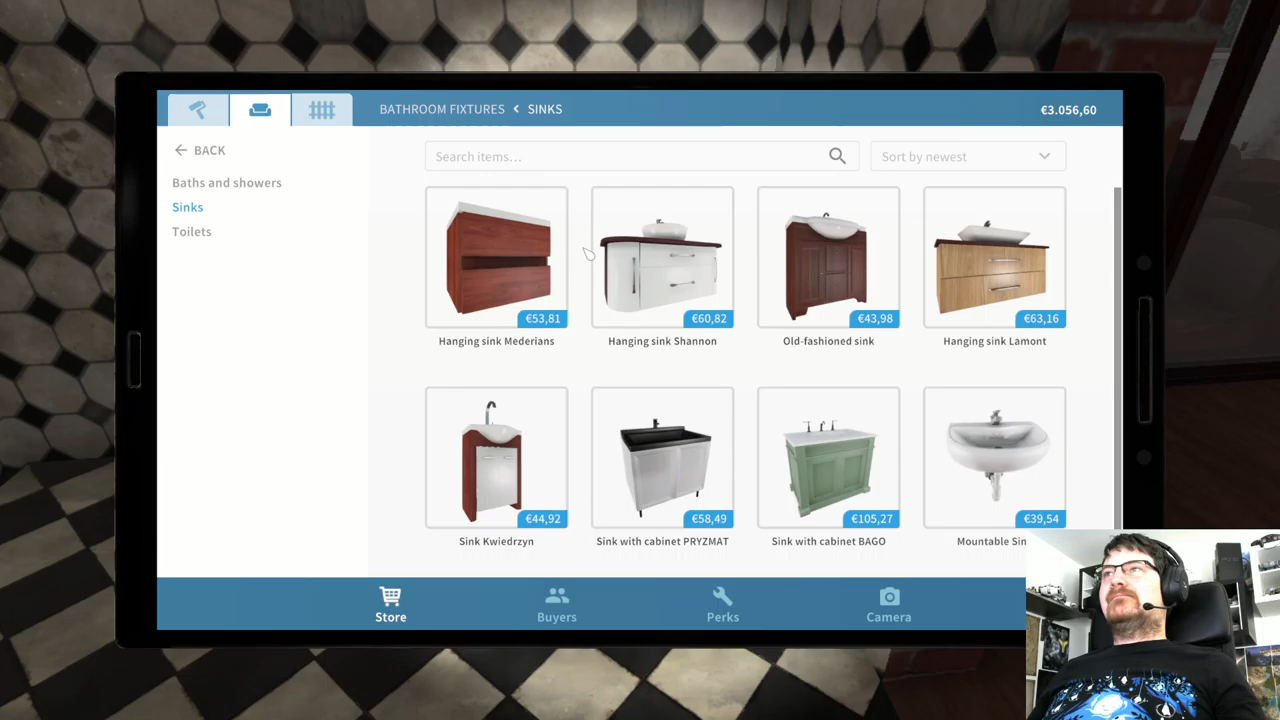 BATHROOM FIXTURES < SINKS
€3.056,60
BACK
Baths and showers
Sinks
Toilets
Search items...
Sort by newest
€53,81
€60,82
€43,98
€63,16
Hanging sink Mederians
Hanging sink Shannon
Old-fashioned sink
Hanging sink Lamont
€44,92
€58,49
€105,27
€39,54
Sink Kwiedrzyn
Sink with cabinet PRYZMAT
Sink with cabinet BAGO
Mountable Sin
Store
Buyers
Perks
Camera